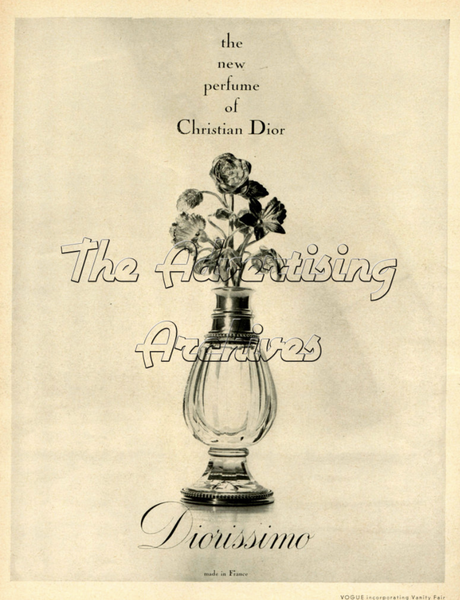 the
new
perfume
of
Christian Dior
The Advertising
Archives
Diorissimo
made in France
VOGUE incorporating Vanity Fair